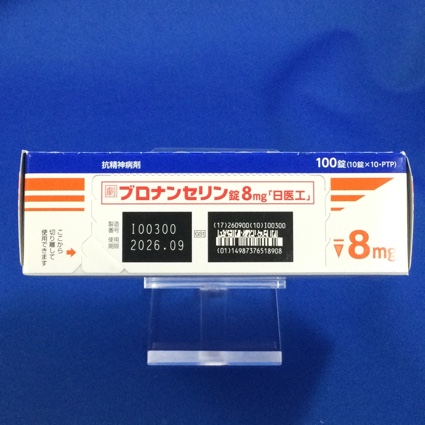 抗精神病剤
100錠(10錠×10・PTP)
劇 ブロナンセリン錠8mg「日医工」
製造番号 I00300
使用期限 2026.09
GS1
(17)260900(10)I00300
(01)14987376518908
ここから
切り離して
使用できます
8mg